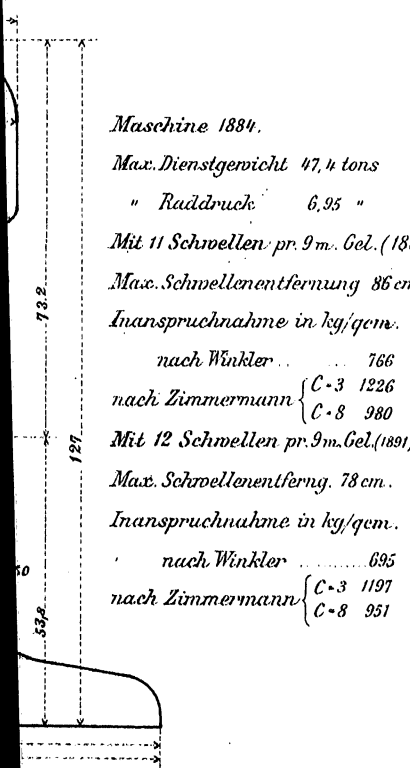 Maschine 1884.
Max. Dienstgewicht 47,4 tons
" Raddruck 6,95 "
Mit 11 Schwellen pr. 9 m. Gel. (18
Max. Schwellenentfernung 86 cm
Inanspruchnahme in kg/qcm.
nach Winkler .. ... 766
nach Zimmermann { C=3 1226
C=8 980
Mit 12 Schwellen pr. 9m. Gel. (1891)
Max. Schwellenentferng. 78 cm.
Inanspruchnahme in kg/qcm.
nach Winkler .......... 695
nach Zimmermann { C=3 1197
C=8 951
73.2
127
53,8